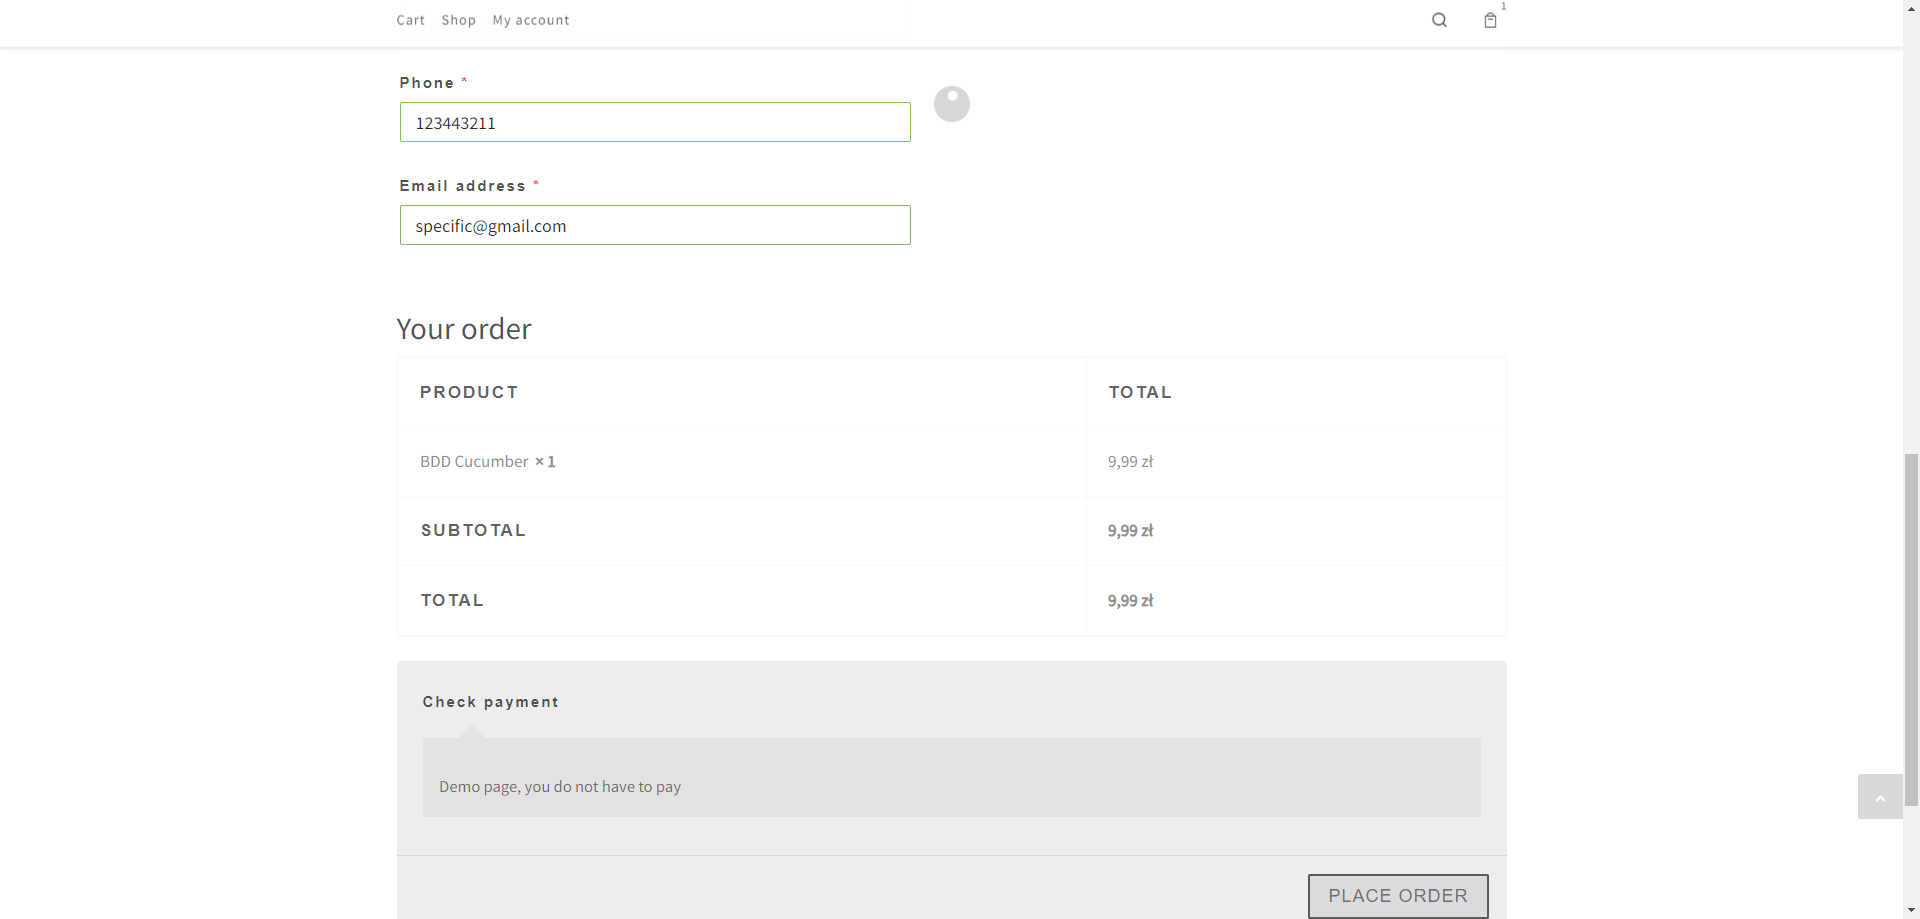 Cart Shop My account 1
Phone *
123443211
Email address *
specific@gmail.com
Your order
PRODUCT TOTAL
BDD Cucumber × 1 9,99 zł
SUBTOTAL 9,99 zł
TOTAL 9,99 zł
Check payment
Demo page, you do not have to pay
PLACE ORDER